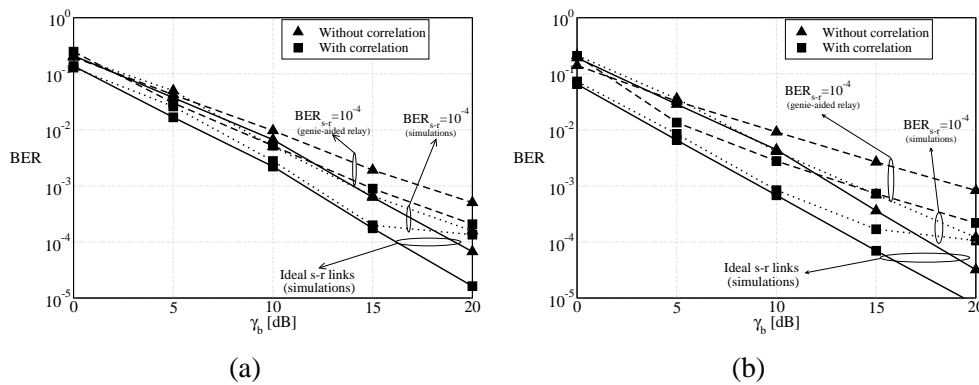 10^0
10^-1
10^-2
10^-3
10^-4
10^-5
BER
Without correlation
With correlation
BER_s-r=10^-4
(genie-aided relay)
BER_s-r=10^-4
(simulations)
Ideal s-r links
(simulations)
0 5 10 15 20
γ_b [dB]
(a)
10^0
10^-1
10^-2
10^-3
10^-4
10^-5
BER
Without correlation
With correlation
BER_s-r=10^-4
(genie-aided relay)
BER_s-r=10^-4
(simulations)
Ideal s-r links
(simulations)
0 5 10 15 20
γ_b [dB]
(b)